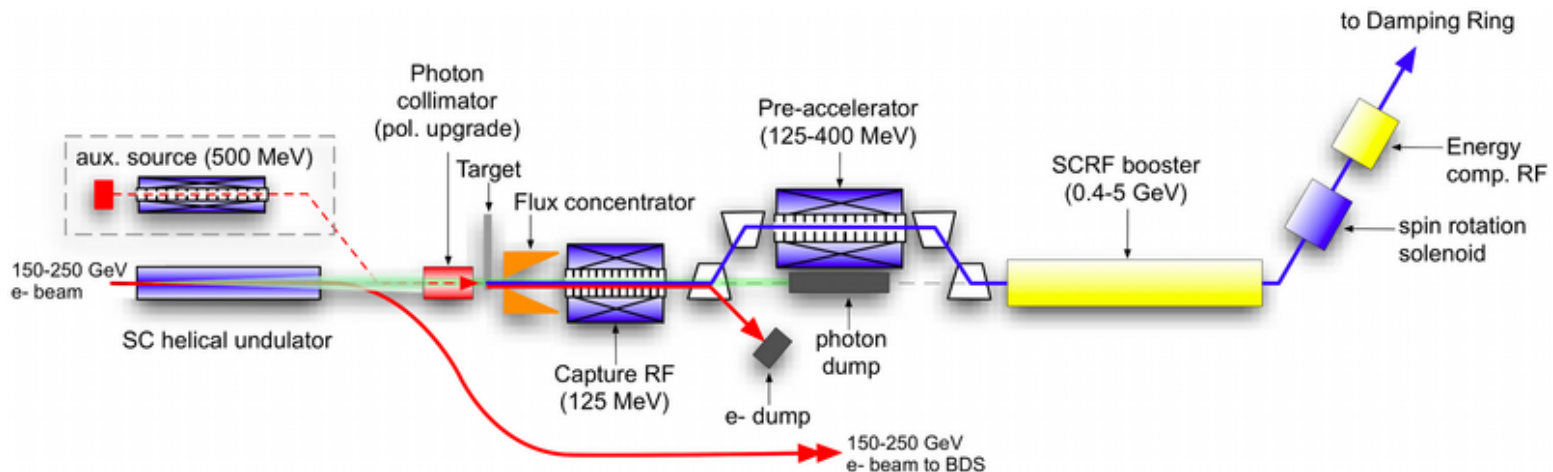 to Damping Ring
Photon
collimator
(pol. upgrade)
Pre-accelerator
(125-400 MeV)
aux. source (500 MeV)
Target
SCRF booster
(0.4-5 GeV)
Energy
comp. RF
Flux concentrator
spin rotation
solenoid
150-250 GeV
e- beam
SC helical undulator
photon
dump
Capture RF
(125 MeV)
e- dump
150-250 GeV
e- beam to BDS